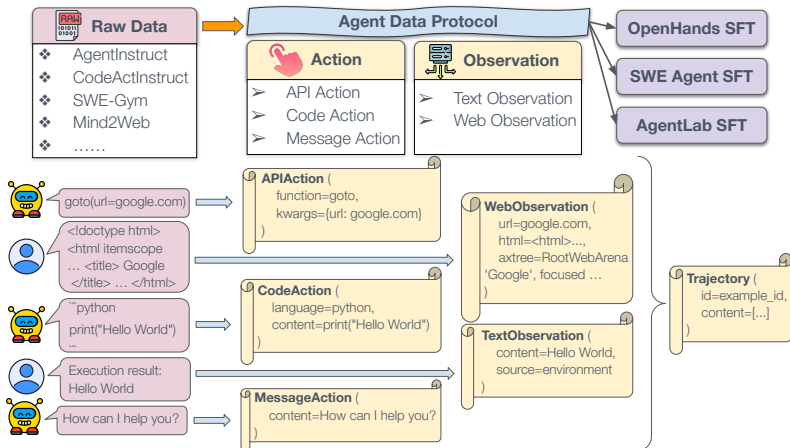 RAW
101011
01001
Raw Data
❖ AgentInstruct
❖ CodeActInstruct
❖ SWE-Gym
❖ Mind2Web
❖ ……
Agent Data Protocol
Action
➢ API Action
➢ Code Action
➢ Message Action
Observation
➢ Text Observation
➢ Web Observation
OpenHands SFT
SWE Agent SFT
AgentLab SFT
goto(url=google.com)
APIAction (
function=goto,
kwargs={url: google.com}
)
<!doctype html>
<html itemscope
… <title> Google
</title> … </html>
WebObservation (
url=google.com,
html=<html>...,
axtree=RootWebArena
'Google', focused …
)
```python
print("Hello World")
```
CodeAction (
language=python,
content=print("Hello World")
)
Execution result:
Hello World
TextObservation (
content=Hello World,
source=environment
)
How can I help you?
MessageAction (
content=How can I help you?
)
Trajectory (
id=example_id,
content=[...]
)